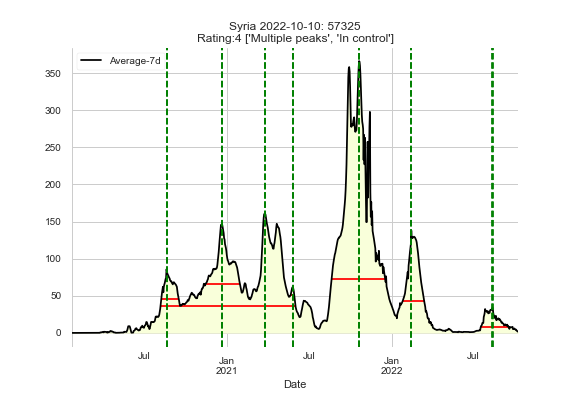 Syria 2022-10-10: 57325
Rating:4 ['Multiple peaks', 'In control']
Average-7d
350
300
250
200
150
100
50
0
Jul
Jan
2021
Jul
Jan
2022
Jul
Date